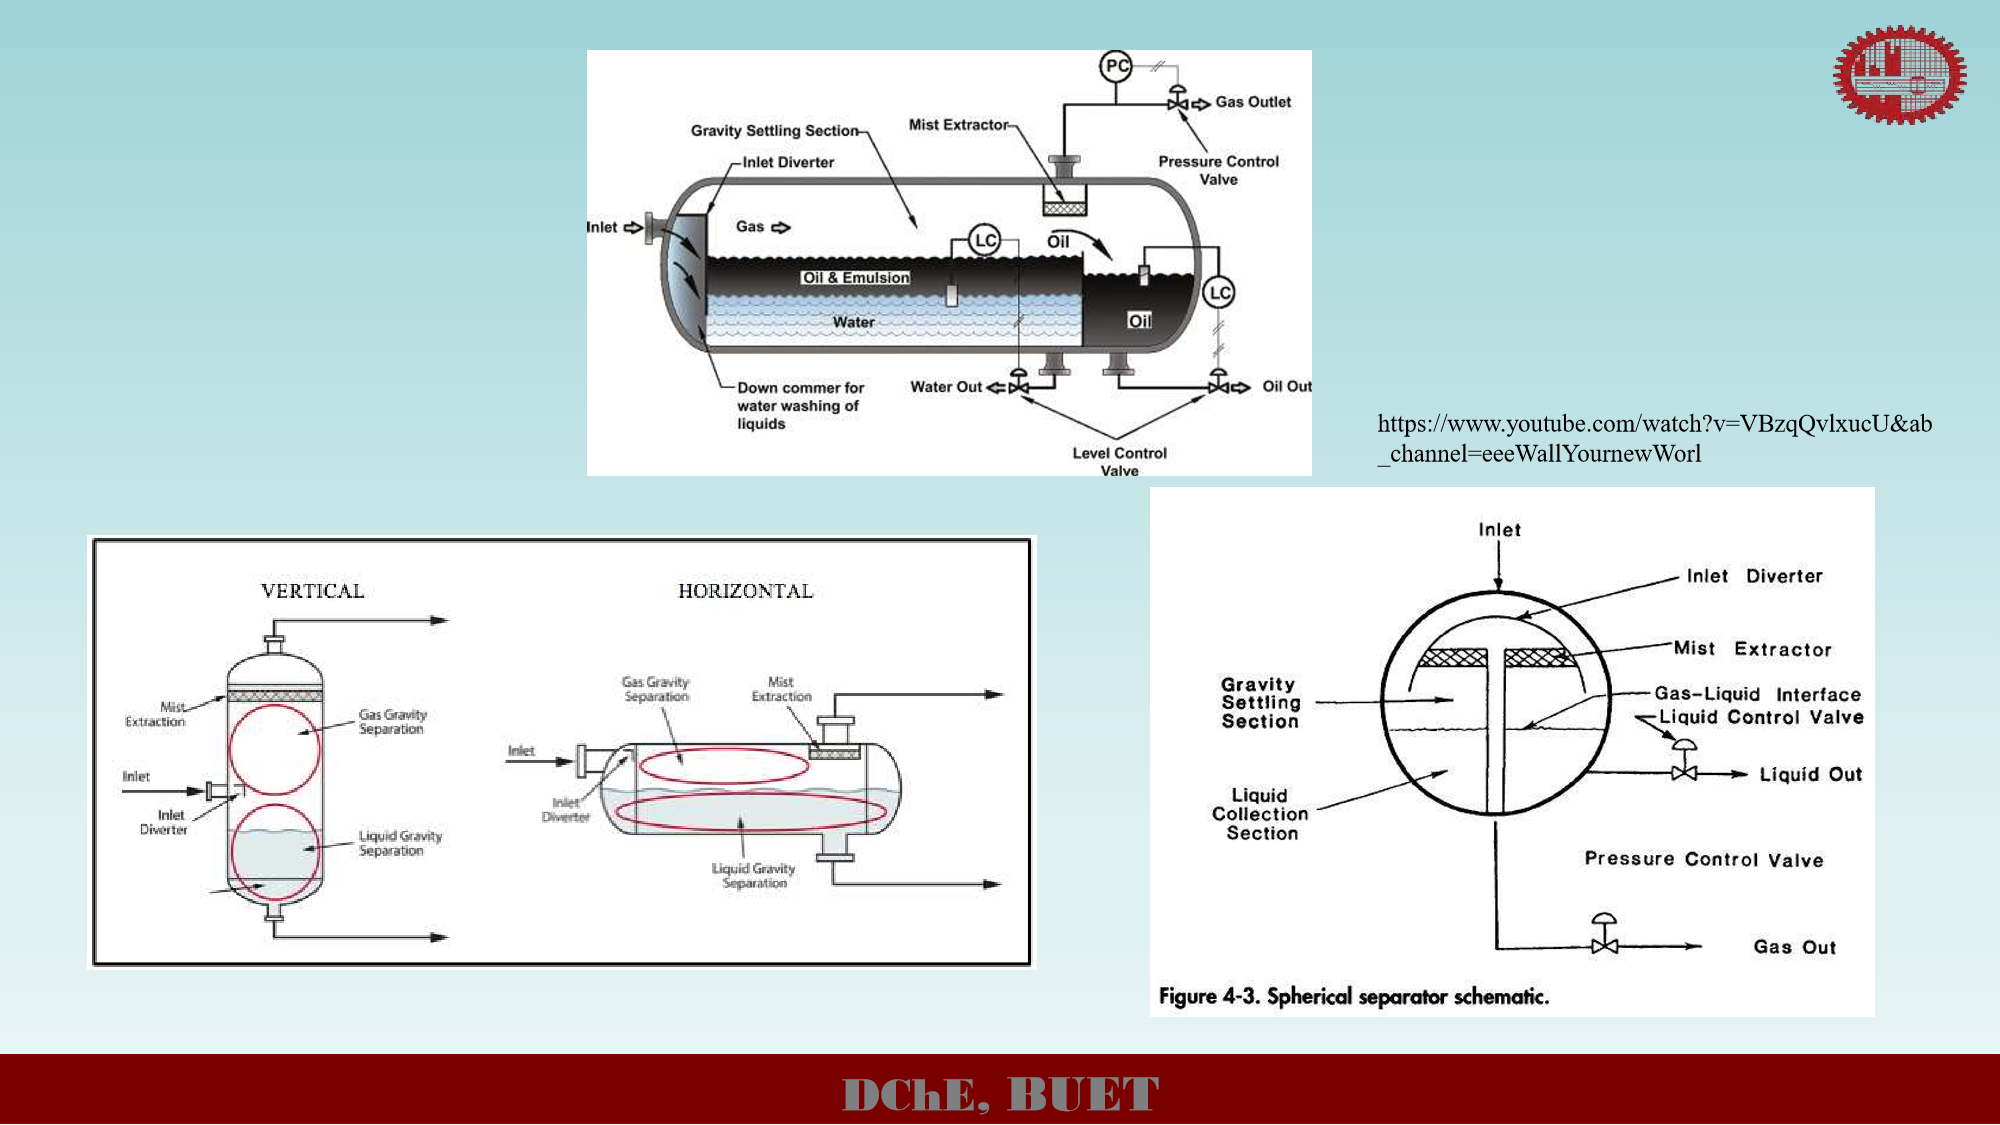 PC
Gas Outlet
Mist Extractor
Gravity Settling Section
Inlet Diverter
Pressure Control
Valve
Inlet
Gas
LC
Oil
Oil & Emulsion
LC
Water
Oil
Down commer for
water washing of
liquids
Water Out
Oil Out
Level Control
Valve
https://www.youtube.com/watch?v=VBzqQvlxucU&ab
_channel=eeeWallYournewWorl
VERTICAL
Mist
Extraction
Gas Gravity
Separation
Inlet
Inlet
Diverter
Liquid Gravity
Separation
HORIZONTAL
Gas Gravity
Separation
Mist
Extraction
Inlet
Inlet
Diverter
Liquid Gravity
Separation
Inlet
Inlet Diverter
Mist Extractor
Gravity
Settling
Section
Gas-Liquid Interface
Liquid Control Valve
Liquid Out
Liquid
Collection
Section
Pressure Control Valve
Gas Out
Figure 4-3. Spherical separator schematic.
DChE, BUET